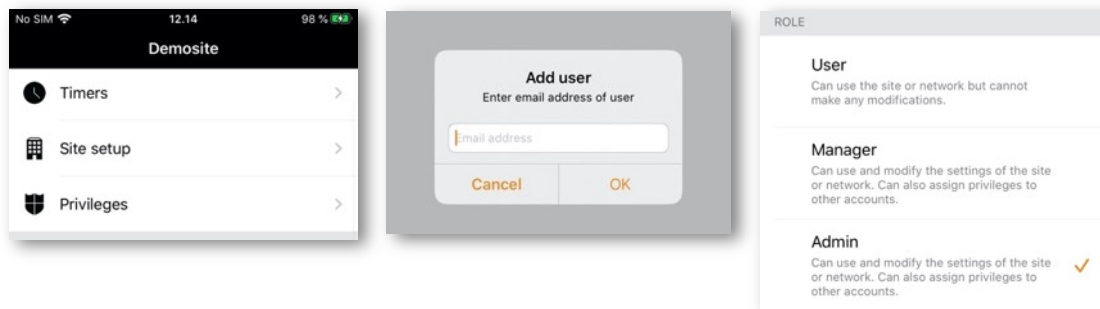 No SIM 12.14 98 %
Demosite
Timers
Site setup
Privileges
Add user
Enter email address of user
Email address
Cancel OK
ROLE
User
Can use the site or network but cannot
make any modifications.
Manager
Can use and modify the settings of the site
or network. Can also assign privileges to
other accounts.
Admin
Can use and modify the settings of the site
or network. Can also assign privileges to
other accounts.